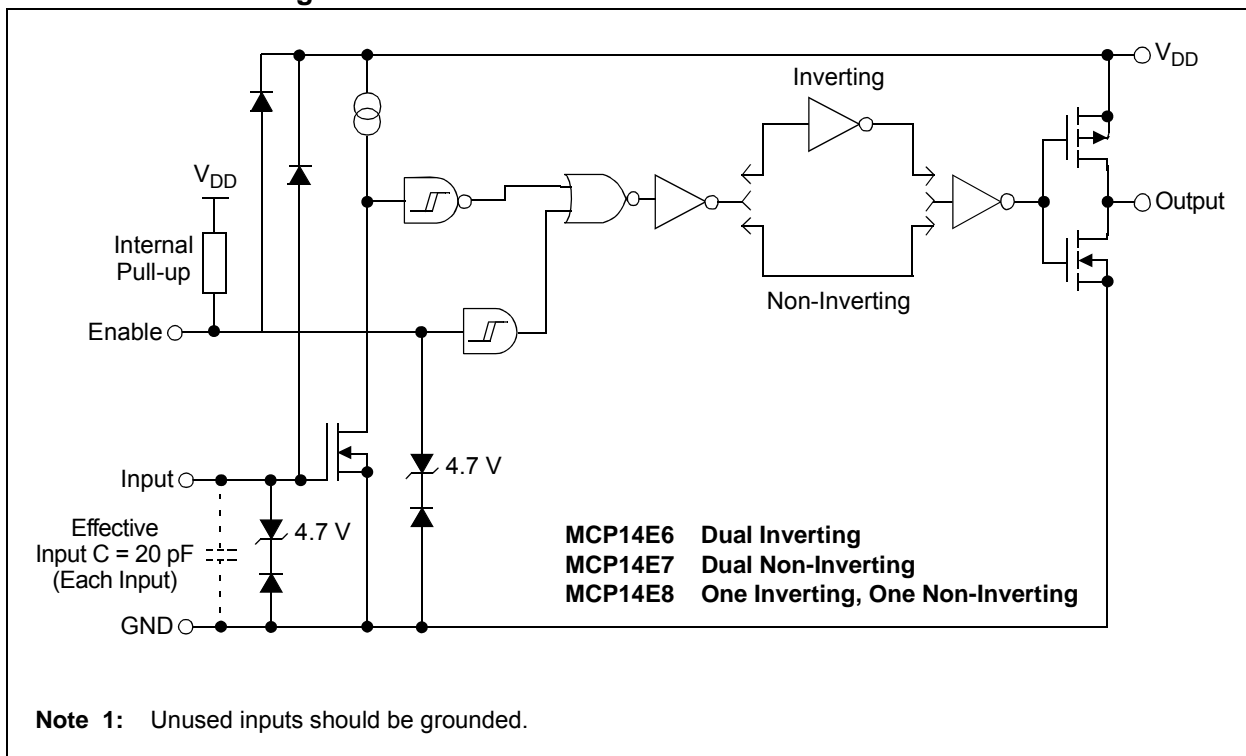 V_DD
Inverting
V_DD
Internal
Pull-up
Output
Non-Inverting
Enable
4.7 V
Input
Effective
Input C = 20 pF
(Each Input)
4.7 V
MCP14E6 Dual Inverting
MCP14E7 Dual Non-Inverting
MCP14E8 One Inverting, One Non-Inverting
GND
Note 1: Unused inputs should be grounded.